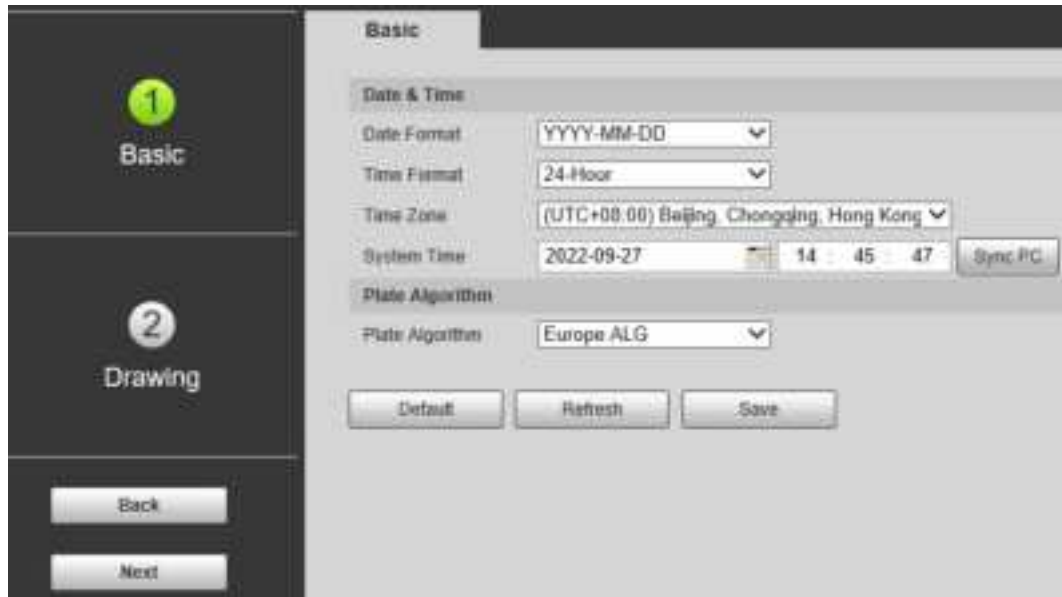 1
Basic
2
Drawing
Back
Next
Basic
Date & Time
Date Format YYYY-MM-DD
Time Format 24-Hour
Time Zone (UTC+08:00) Beijing, Chongqing, Hong Kong
System Time 2022-09-27 14 : 45 : 47 Sync PC
Plate Algorithm
Plate Algorithm Europe ALG
Default Refresh Save